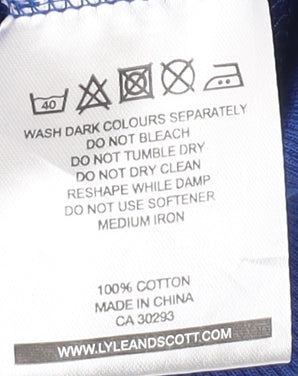 40
WASH DARK COLOURS SEPARATELY
DO NOT BLEACH
DO NOT TUMBLE DRY
DO NOT DRY CLEAN
RESHAPE WHILE DAMP
DO NOT USE SOFTENER
MEDIUM IRON
100% COTTON
MADE IN CHINA
CA 30293
WWW.LYLEANDSCOTT.COM